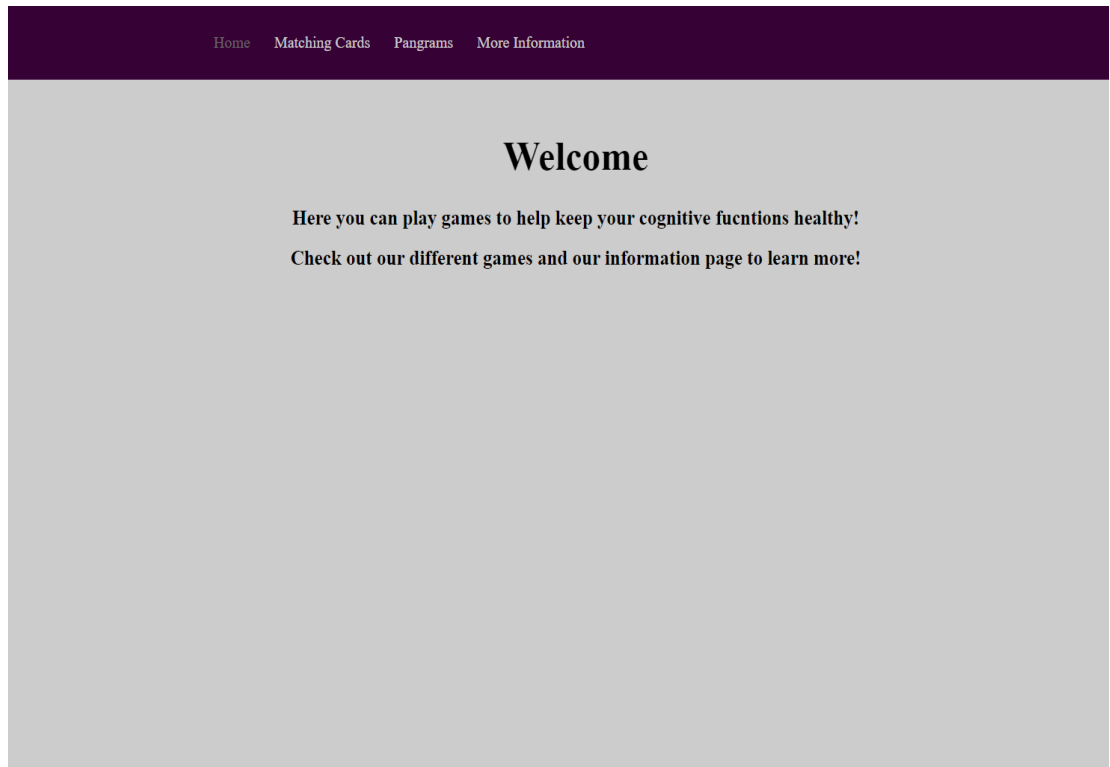 Home Matching Cards Pangrams More Information
Welcome
Here you can play games to help keep your cognitive fucntions healthy!
Check out our different games and our information page to learn more!